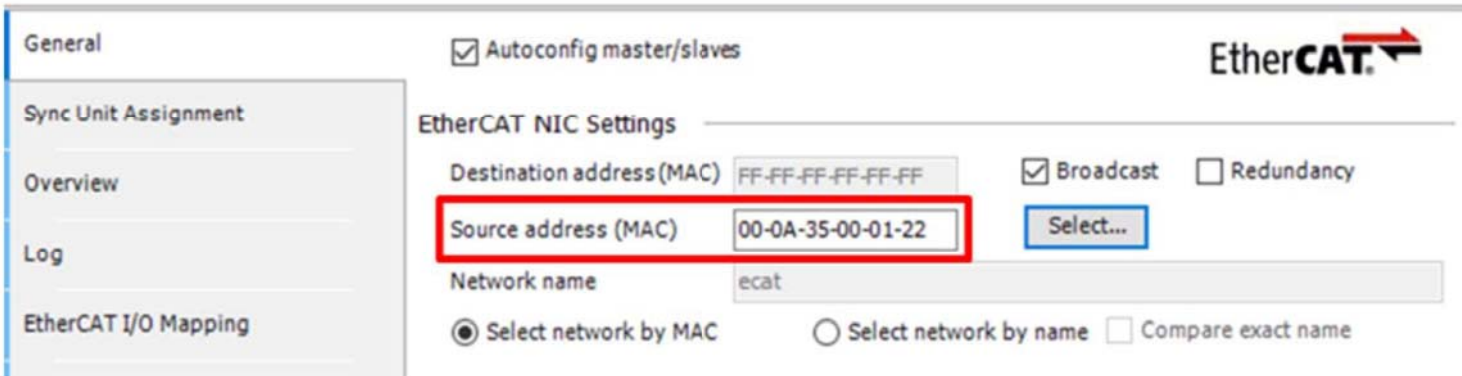 General
Autoconfig master/slaves
EtherCAT.
Sync Unit Assignment
EtherCAT NIC Settings
Overview
Destination address (MAC) FF-FF-FF-FF-FF-FF Broadcast Redundancy
Source address (MAC) 00-0A-35-00-01-22 Select...
Log
Network name ecat
EtherCAT I/O Mapping
Select network by MAC Select network by name Compare exact name